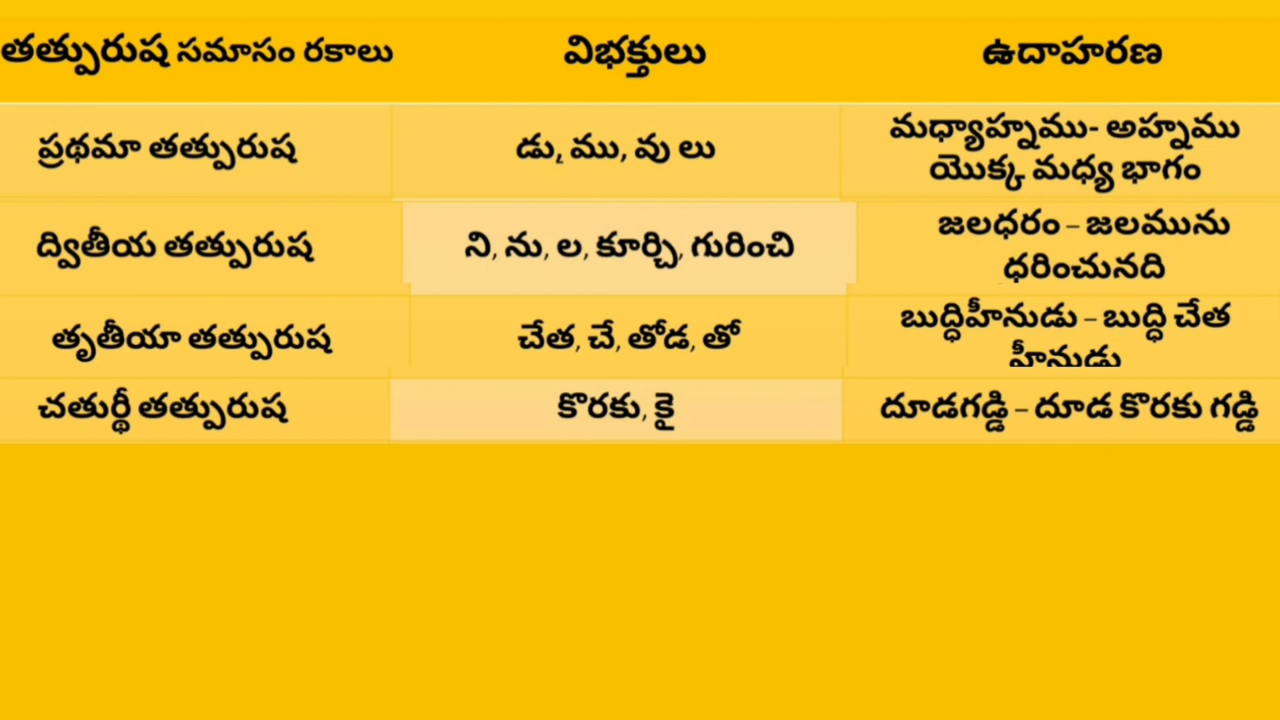 తత్పురుష సమాసం రకాలు విభక్తులు ఉదాహరణ
ప్రథమా తత్పురుష డు, ము, వు లు మధ్యాహ్నము- అహ్నము
యొక్క మధ్య భాగం
ద్వితీయ తత్పురుష ని, ను, ల, కూర్చి, గురించి జలధరం – జలమును
ధరించునది
తృతీయా తత్పురుష చేత, చే, తోడ, తో బుద్ధిహీనుడు – బుద్ధి చేత
హీనుడు
చతుర్థీ తత్పురుష కొరకు, కై దూడగడ్డి – దూడ కొరకు గడ్డి